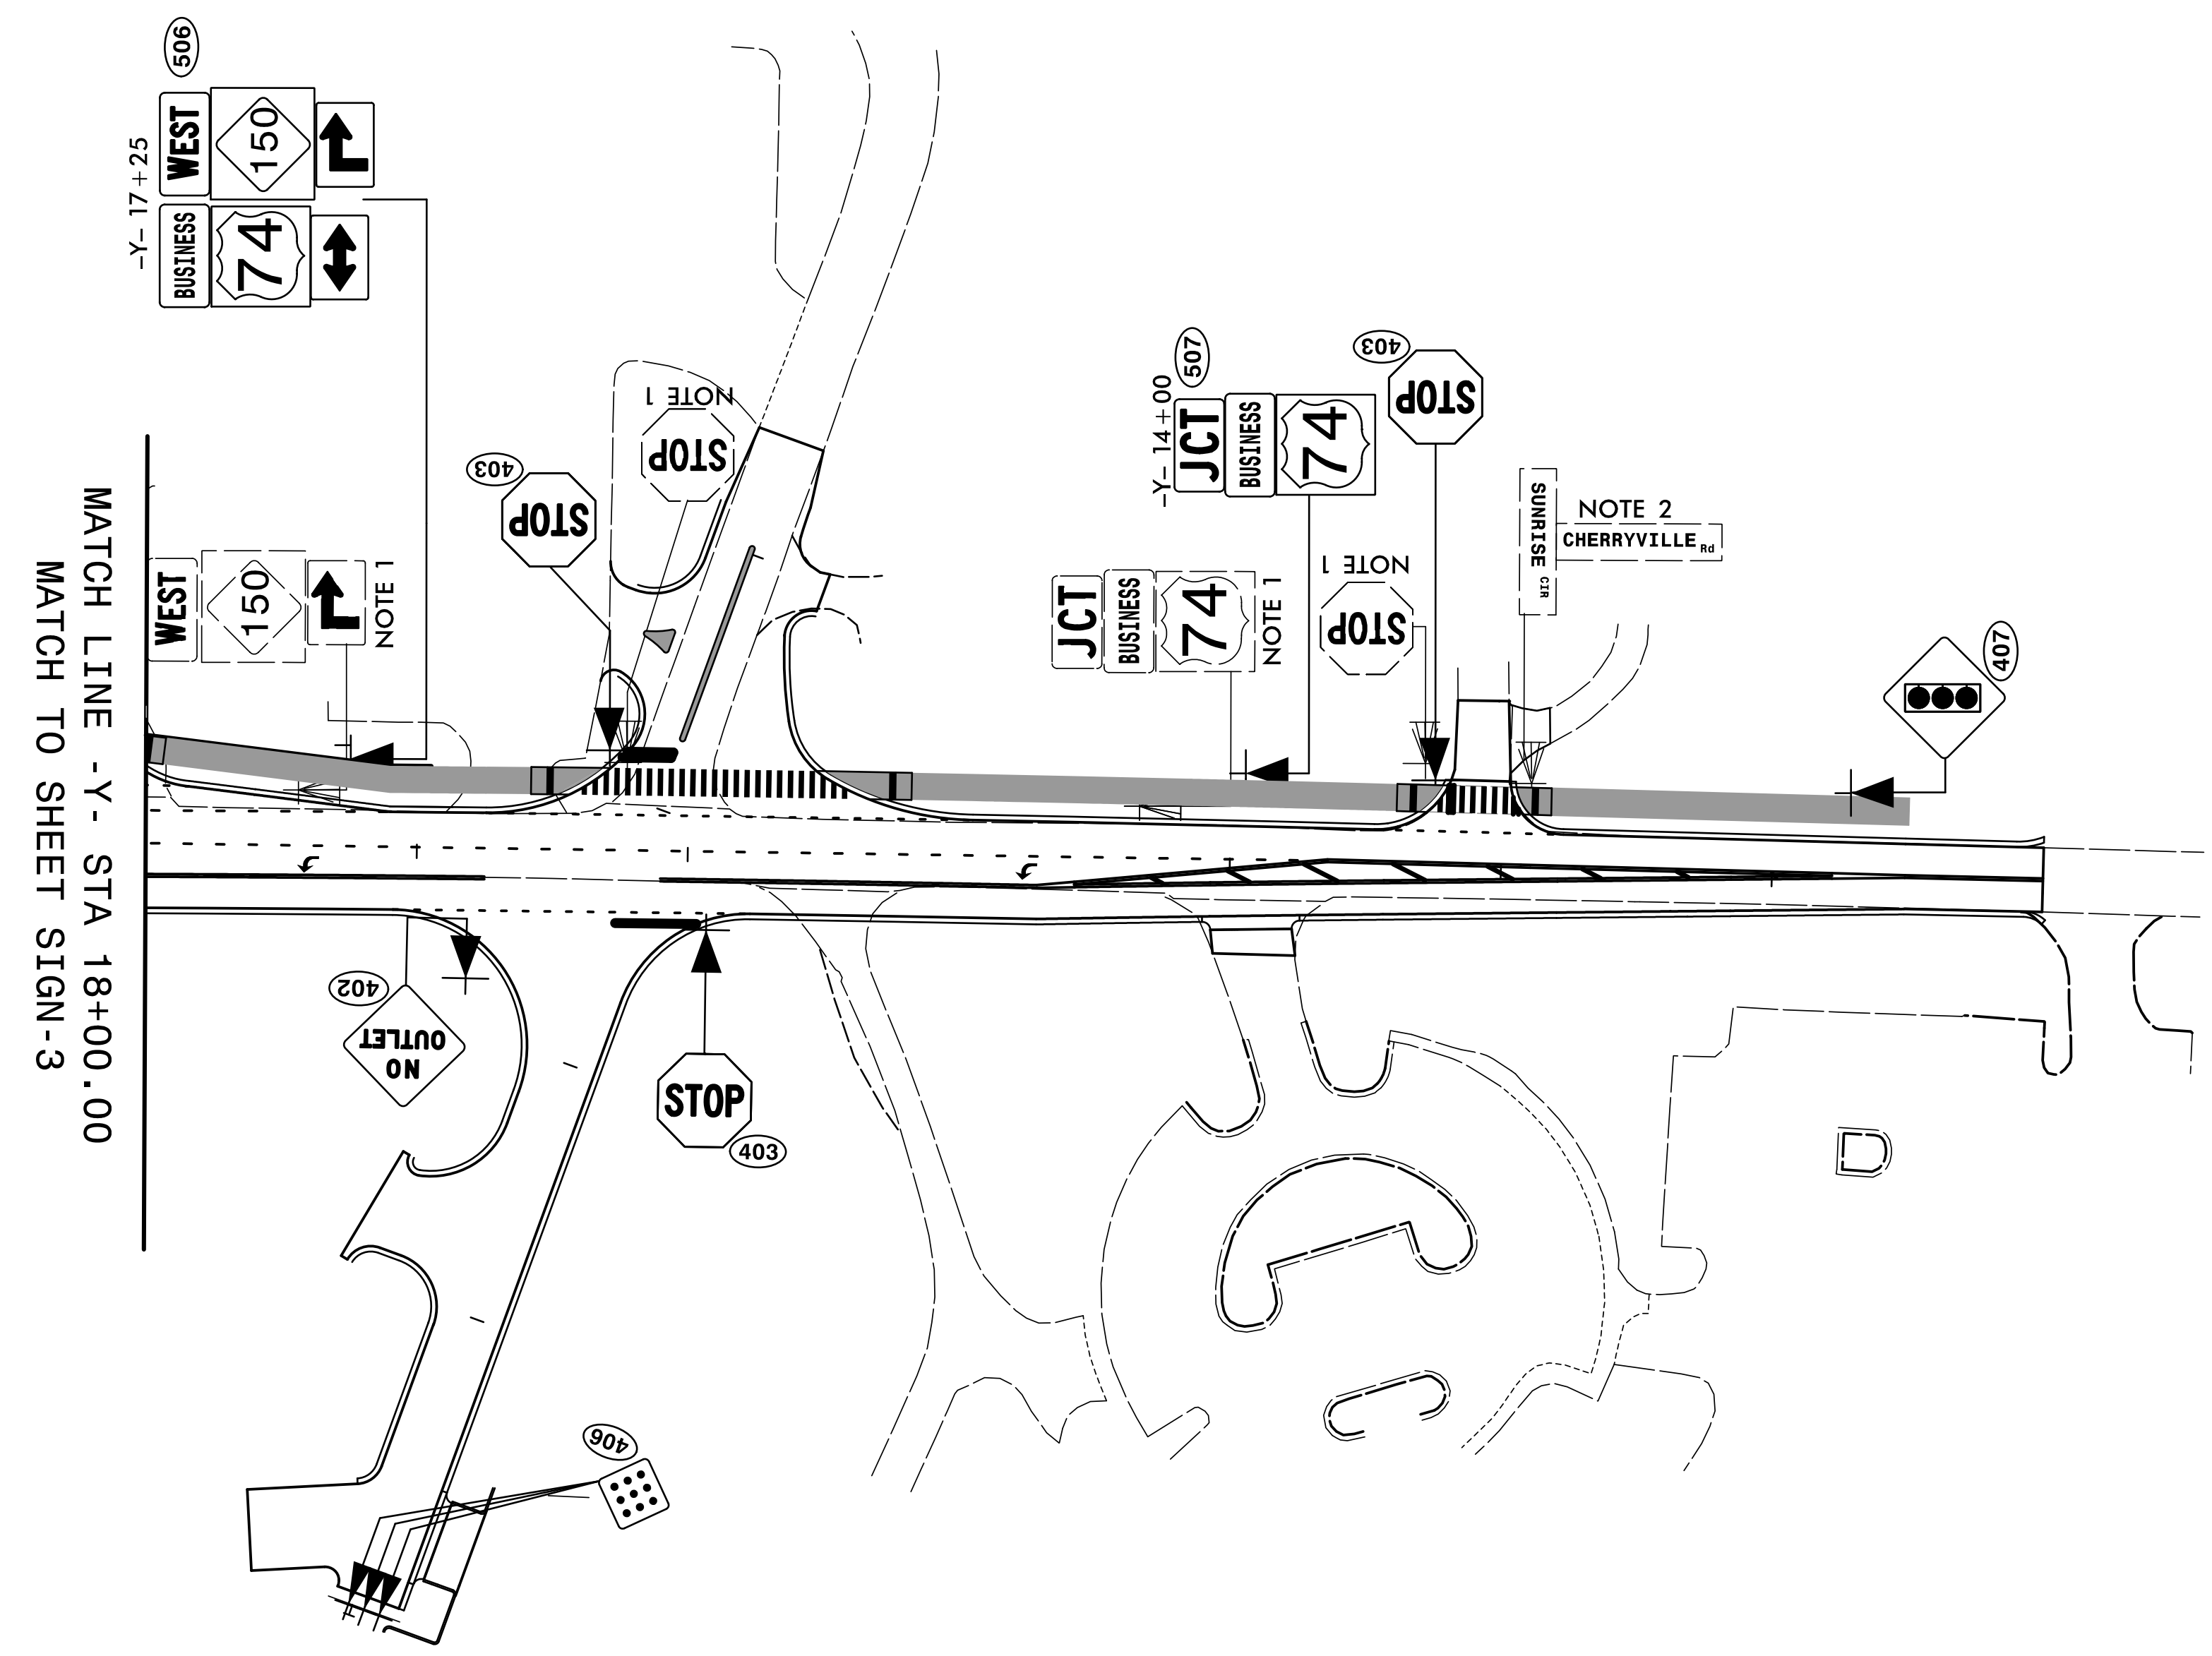 506
-Y- 17+25
WEST
150
BUSINESS
74
WEST
150
NOTE 1
MATCH LINE -Y- STA 18+00.00
MATCH TO SHEET SIGN-3
NOTE 1
STOP
403
STOP
507
-Y- 14+00
JCT
BUSINESS
74
403
STOP
JCT
BUSINESS
74
NOTE 1
NOTE 1
STOP
SUNRISE CIR
NOTE 2
CHERRYVILLE Rd
407
402
NO
OUTLET
STOP
403
406